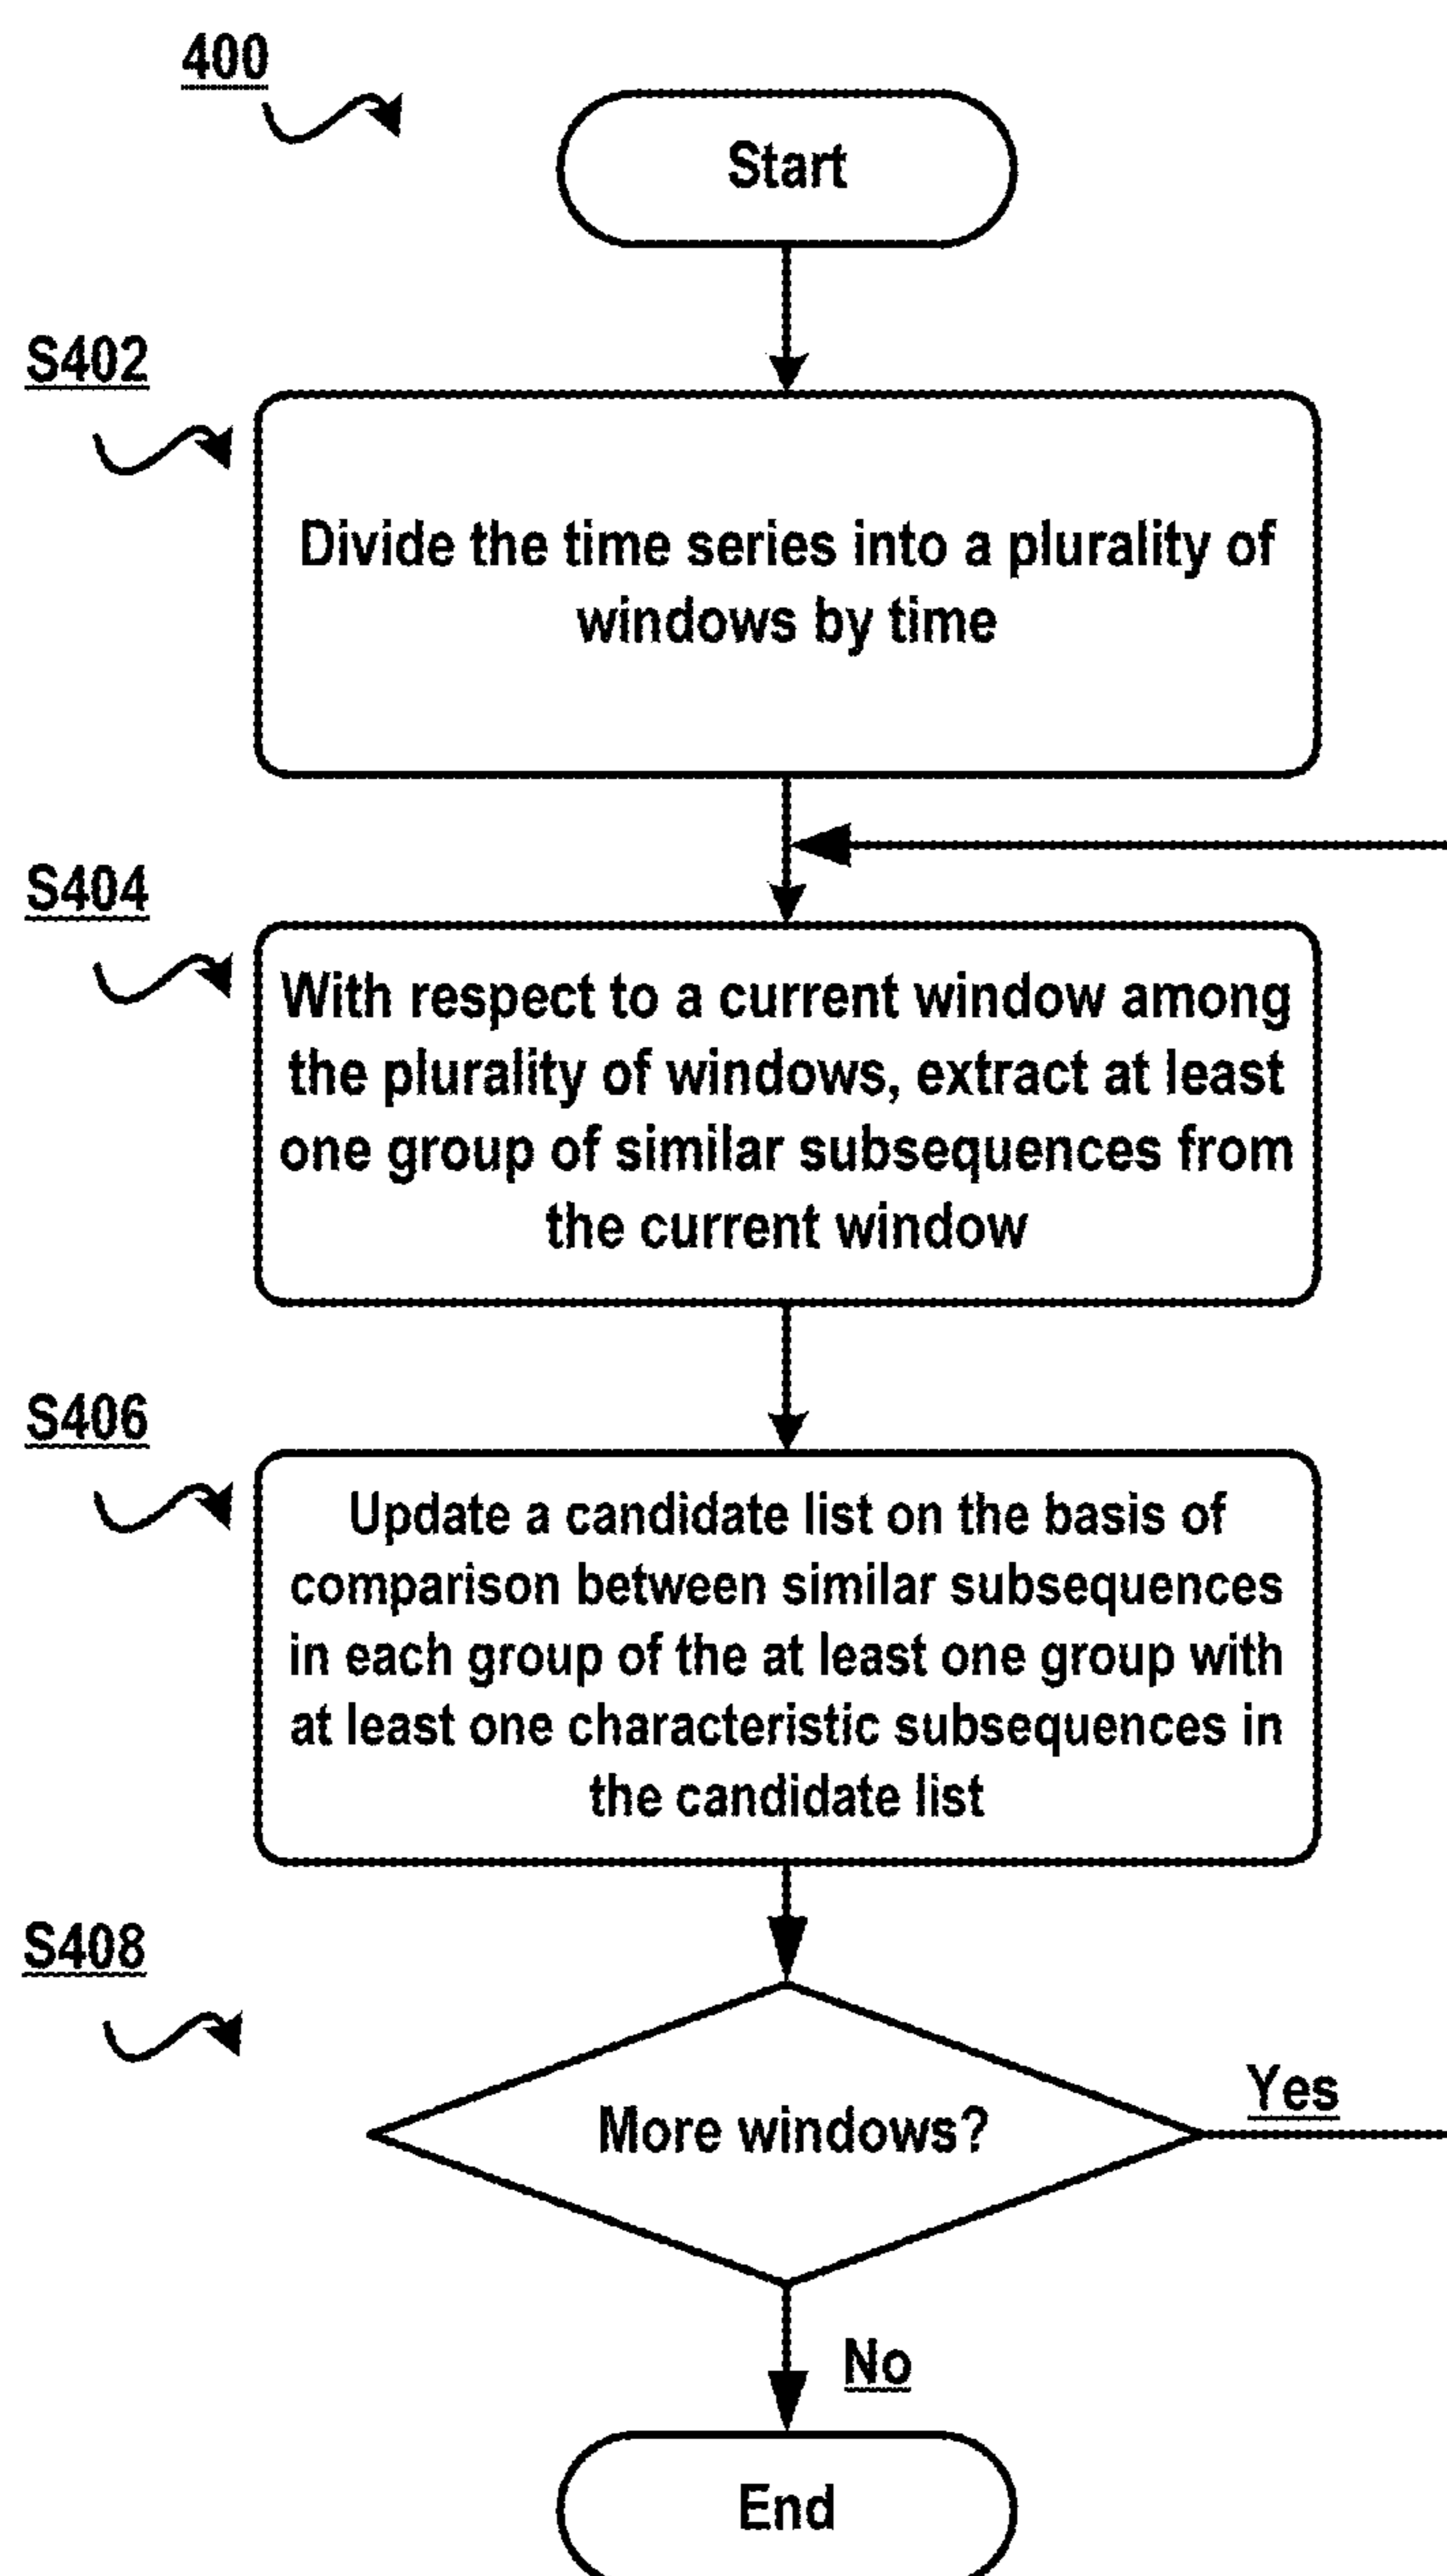 400
Start
S402
Divide the time series into a plurality of
windows by time
S404
With respect to a current window among
the plurality of windows, extract at least
one group of similar subsequences from
the current window
S406
Update a candidate list on the basis of
comparison between similar subsequences
in each group of the at least one group with
at least one characteristic subsequences in
the candidate list
S408
More windows?
Yes
No
End